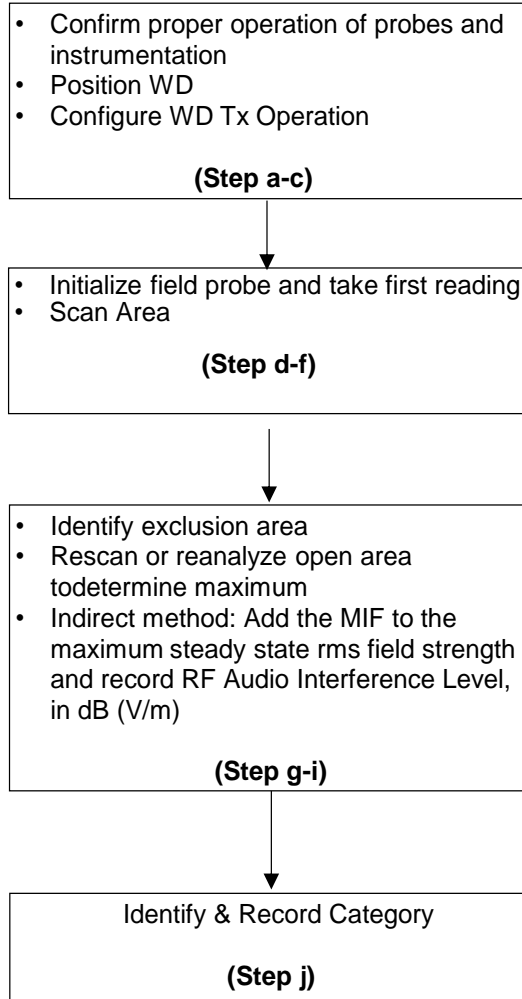 • Confirm proper operation of probes and
instrumentation
• Position WD
• Configure WD Tx Operation
(Step a-c)
• Initialize field probe and take first reading
• Scan Area
(Step d-f)
• Identify exclusion area
• Rescan or reanalyze open area
todetermine maximum
• Indirect method: Add the MIF to the
maximum steady state rms field strength
and record RF Audio Interference Level,
in dB (V/m)
(Step g-i)
Identify & Record Category
(Step j)